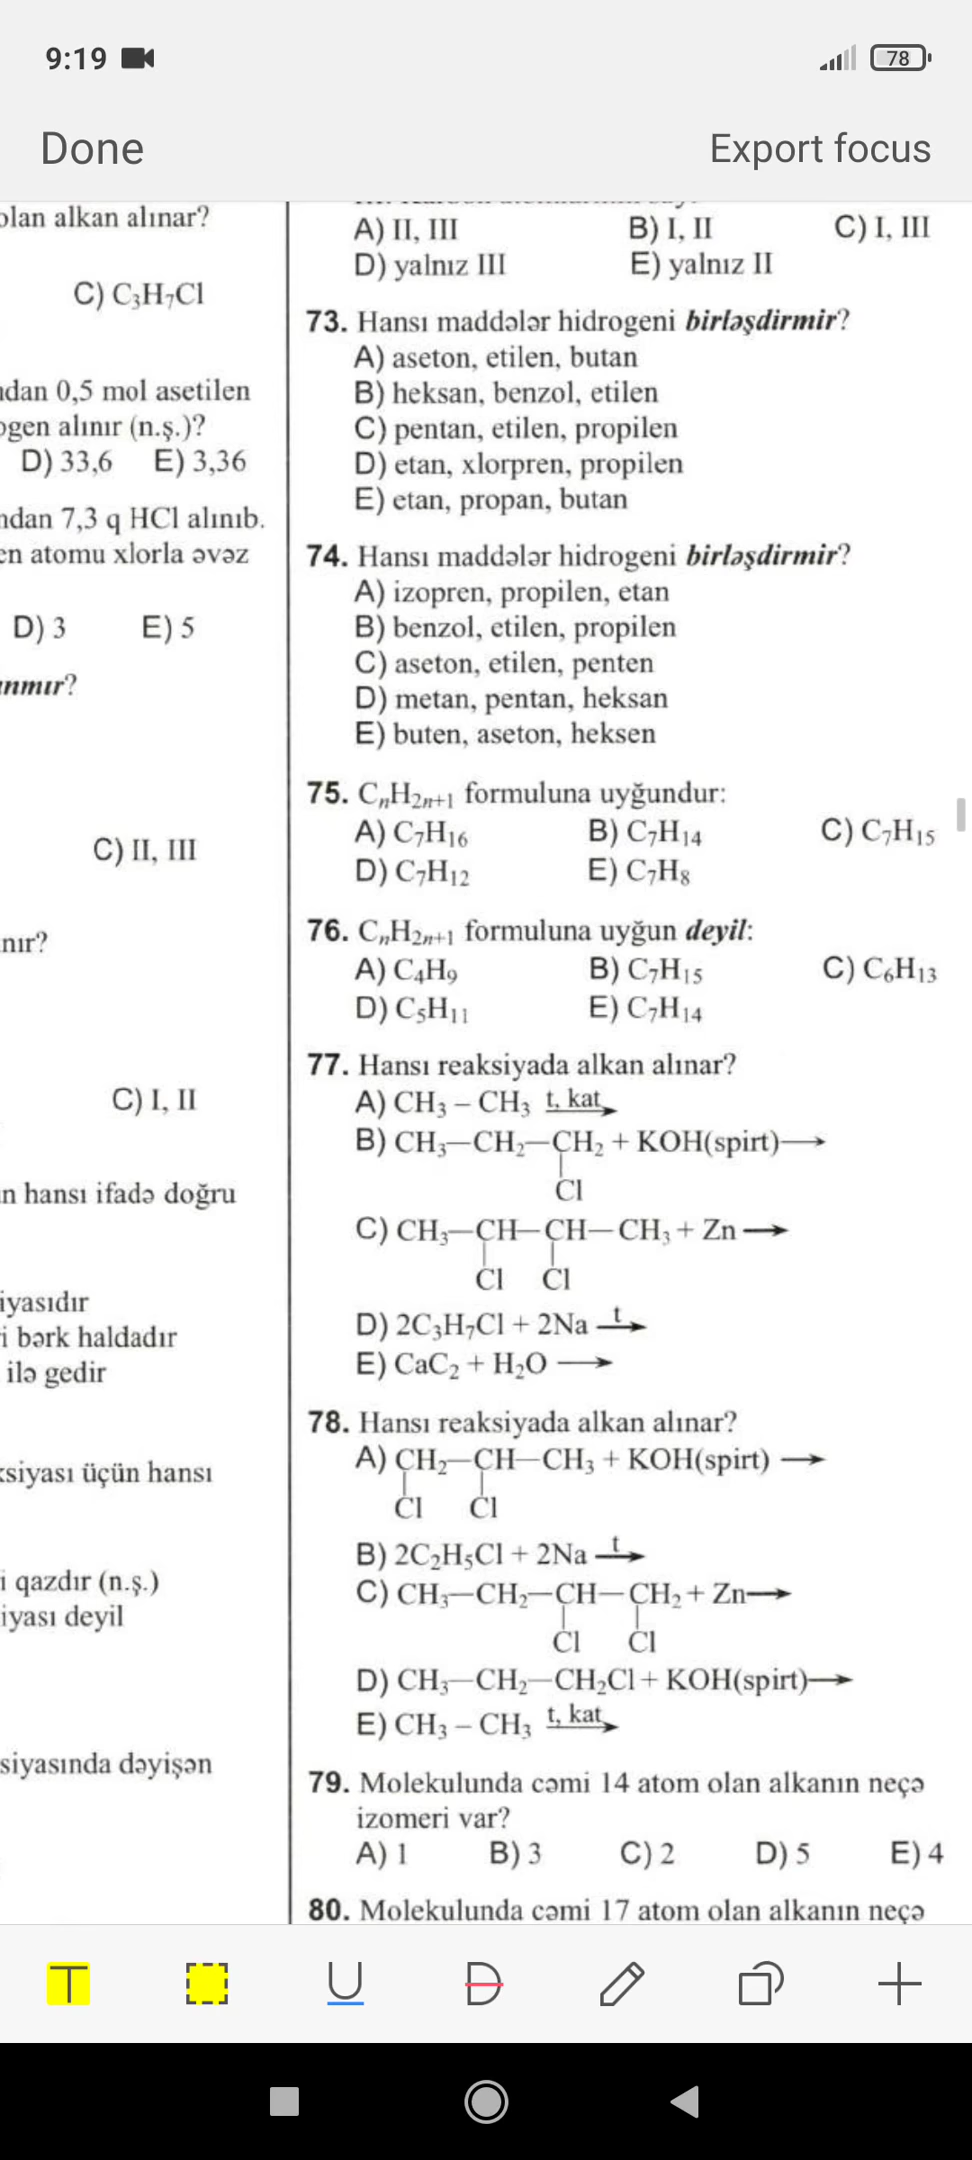 9:19
78
Done
Export focus
olan alkan alınar?
C) C₃H₇Cl
ndan 0,5 mol asetilen
ogen alınır (n.ş.)?
D) 33,6 E) 3,36
ndan 7,3 q HCl alınıb.
en atomu xlorla əvəz
D) 3 E) 5
ınmır?
C) II, III
nır?
C) I, II
n hansı ifadə doğru
iyasıdır
i bərk haldadır
ilə gedir
siyası üçün hansı
i qazdır (n.ş.)
iyası deyil
siyasında dəyişən
A) II, III B) I, II C) I, III
D) yalnız III E) yalnız II
73. Hansı maddələr hidrogeni birləşdirmir?
A) aseton, etilen, butan
B) heksan, benzol, etilen
C) pentan, etilen, propilen
D) etan, xlorpren, propilen
E) etan, propan, butan
74. Hansı maddələr hidrogeni birləşdirmir?
A) izopren, propilen, etan
B) benzol, etilen, propilen
C) aseton, etilen, penten
D) metan, pentan, heksan
E) buten, aseton, heksen
75. CₙH₂ₙ₊₁ formuluna uyğundur:
A) C₇H₁₆ B) C₇H₁₄ C) C₇H₁₅
D) C₇H₁₂ E) C₇H₈
76. CₙH₂ₙ₊₁ formuluna uyğun deyil:
A) C₄H₉ B) C₇H₁₅ C) C₆H₁₃
D) C₅H₁₁ E) C₇H₁₄
77. Hansı reaksiyada alkan alınar?
A) CH₃ – CH₃ t, kat →
B) CH₃—CH₂—CH₂ + KOH(spirt) →
Cl
C) CH₃—CH—CH—CH₃ + Zn →
Cl Cl
D) 2C₃H₇Cl + 2Na t →
E) CaC₂ + H₂O →
78. Hansı reaksiyada alkan alınar?
A) CH₂—CH—CH₃ + KOH(spirt) →
Cl Cl
B) 2C₂H₅Cl + 2Na t →
C) CH₃—CH₂—CH—CH₂ + Zn →
Cl Cl
D) CH₃—CH₂—CH₂Cl + KOH(spirt) →
E) CH₃ – CH₃ t, kat →
79. Molekulunda cəmi 14 atom olan alkanın neçə
izomeri var?
A) 1 B) 3 C) 2 D) 5 E) 4
80. Molekulunda cəmi 17 atom olan alkanın neçə
T
U
D